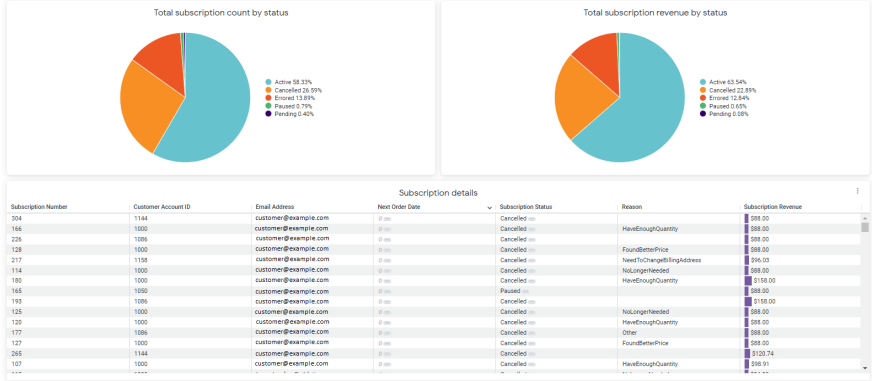 Total subscription count by status
Active 58.33%
Cancelled 26.59%
Errored 13.89%
Paused 0.79%
Pending 0.40%
Total subscription revenue by status
Active 63.54%
Cancelled 22.89%
Errored 12.84%
Paused 0.65%
Pending 0.08%
Subscription details
Subscription Number Customer Account ID Email Address Next Order Date Subscription Status Reason Subscription Revenue
304 1144 customer@example.com Cancelled $88.00
166 1000 customer@example.com Cancelled HaveEnoughQuantity $88.00
226 1086 customer@example.com Cancelled $88.00
128 1000 customer@example.com Cancelled FoundBetterPrice $88.00
217 1158 customer@example.com Cancelled NeedToChangeBillingAddress $96.03
114 1000 customer@example.com Cancelled NoLongerNeeded $88.00
180 1000 customer@example.com Cancelled HaveEnoughQuantity $158.00
165 1050 customer@example.com Paused $88.00
193 1086 customer@example.com Cancelled $158.00
125 1000 customer@example.com Cancelled NoLongerNeeded $88.00
120 1000 customer@example.com Cancelled HaveEnoughQuantity $88.00
177 1086 customer@example.com Cancelled Other $88.00
127 1000 customer@example.com Cancelled FoundBetterPrice $88.00
265 1144 customer@example.com Cancelled $120.74
107 1000 customer@example.com Cancelled HaveEnoughQuantity $98.91